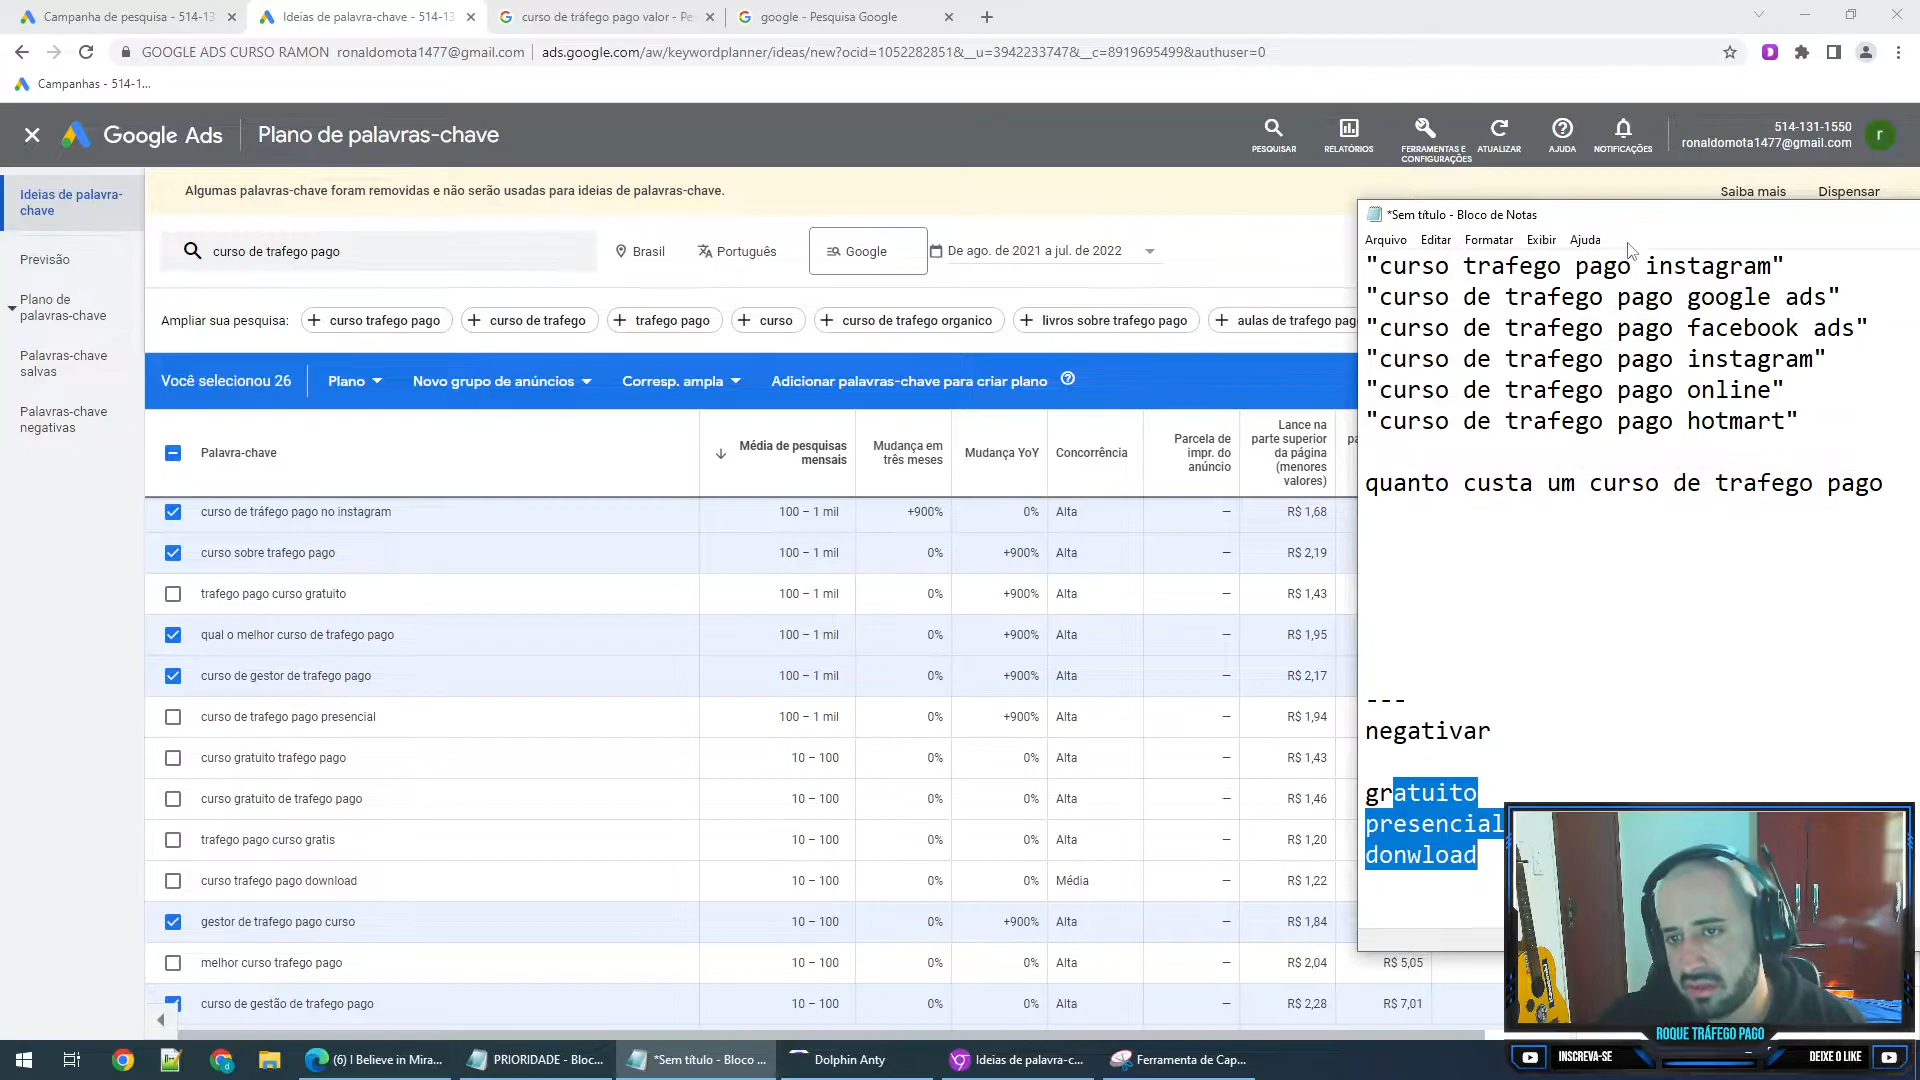 Campanha de pesquisa - 514-13
Ideias de palavra-chave - 514-13
curso de tráfego pago valor - Pe
google - Pesquisa Google
GOOGLE ADS CURSO RAMON ronaldomota1477@gmail.com
ads.google.com/aw/keywordplanner/ideas/new?ocid=1052282851&__u=3942233747&__c=8919695499&authuser=0
Campanhas - 514-1...
Google Ads
Plano de palavras-chave
PESQUISAR
RELATÓRIOS
FERRAMENTAS E CONFIGURAÇÕES
ATUALIZAR
AJUDA
NOTIFICAÇÕES
514-131-1550
ronaldomota1477@gmail.com
r
Ideias de palavra-chave
Previsão
Plano de palavras-chave
Palavras-chave salvas
Palavras-chave negativas
Algumas palavras-chave foram removidas e não serão usadas para ideias de palavras-chave.
Saiba mais
Dispensar
curso de trafego pago
Brasil
Português
Google
De ago. de 2021 a jul. de 2022
Ampliar sua pesquisa:
curso trafego pago
curso de trafego
trafego pago
curso
curso de trafego organico
livros sobre trafego pago
aulas de trafego pag
Você selecionou 26
Plano
Novo grupo de anúncios
Corresp. ampla
Adicionar palavras-chave para criar plano
Palavra-chave
Média de pesquisas mensais
Mudança em três meses
Mudança YoY
Concorrência
Parcela de impr. do anúncio
Lance na parte superior da página (menores valores)
curso de tráfego pago no instagram 100 – 1 mil +900% 0% Alta — R$ 1,68
curso sobre trafego pago 100 – 1 mil 0% +900% Alta — R$ 2,19
trafego pago curso gratuito 100 – 1 mil 0% +900% Alta — R$ 1,43
qual o melhor curso de trafego pago 100 – 1 mil 0% +900% Alta — R$ 1,95
curso de gestor de trafego pago 100 – 1 mil 0% +900% Alta — R$ 2,17
curso de trafego pago presencial 100 – 1 mil 0% +900% Alta — R$ 1,94
curso gratuito trafego pago 10 – 100 0% 0% Alta — R$ 1,43
curso gratuito de trafego pago 10 – 100 0% 0% Alta — R$ 1,46
trafego pago curso gratis 10 – 100 0% 0% Alta — R$ 1,20
curso trafego pago download 10 – 100 0% 0% Média — R$ 1,22
gestor de trafego pago curso 10 – 100 0% +900% Alta — R$ 1,84
melhor curso trafego pago 10 – 100 0% 0% Alta — R$ 2,04 R$ 5,05
curso de gestão de trafego pago 10 – 100 0% 0% Alta — R$ 2,28 R$ 7,01
*Sem título - Bloco de Notas
Arquivo Editar Formatar Exibir Ajuda
"curso trafego pago instagram"
"curso de trafego pago google ads"
"curso de trafego pago facebook ads"
"curso de trafego pago instagram"
"curso de trafego pago online"
"curso de trafego pago hotmart"
quanto custa um curso de trafego pago
---
negativar
gratuito
presencial
donwload
ROQUE TRÁFEGO PAGO
INSCREVA-SE
DEIXE O LIKE
(6) I Believe in Mira...
PRIORIDADE - Bloc...
*Sem título - Bloco ...
Dolphin Anty
Ideias de palavra-c...
Ferramenta de Cap...